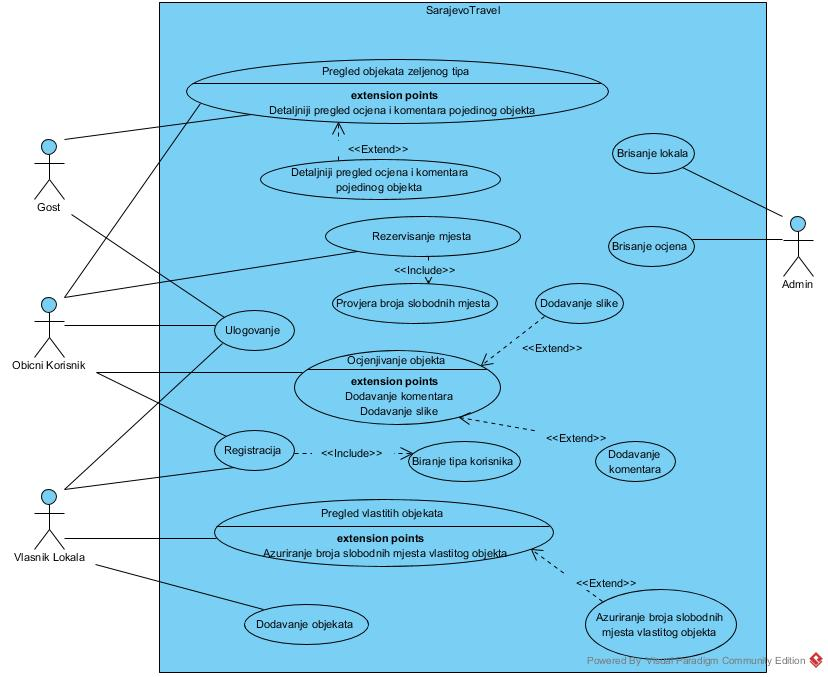 SarajevoTravel
Pregled objekata zeljenog tipa
extension points
Detaljniji pregled ocjena i komentara pojedinog objekta
<<Extend>>
Detaljniji pregled ocjena i komentara
pojedinog objekta
Brisanje lokala
Gost
Rezervisanje mjesta
Brisanje ocjena
<<Include>>
Admin
Provjera broja slobodnih mjesta
Dodavanje slike
Ulogovanje
<<Extend>>
Obicni Korisnik
Ocjenjivanje objekta
extension points
Dodavanje komentara
Dodavanje slike
<<Extend>>
Registracija
<<Include>>
Biranje tipa korisnika
Dodavanje
komentara
Pregled vlastitih objekata
extension points
Azuriranje broja slobodnih mjesta vlastitog objekta
Vlasnik Lokala
<<Extend>>
Dodavanje objekata
Azuriranje broja slobodnih
mjesta vlastitog objekta
Powered By Visual Paradigm Community Edition